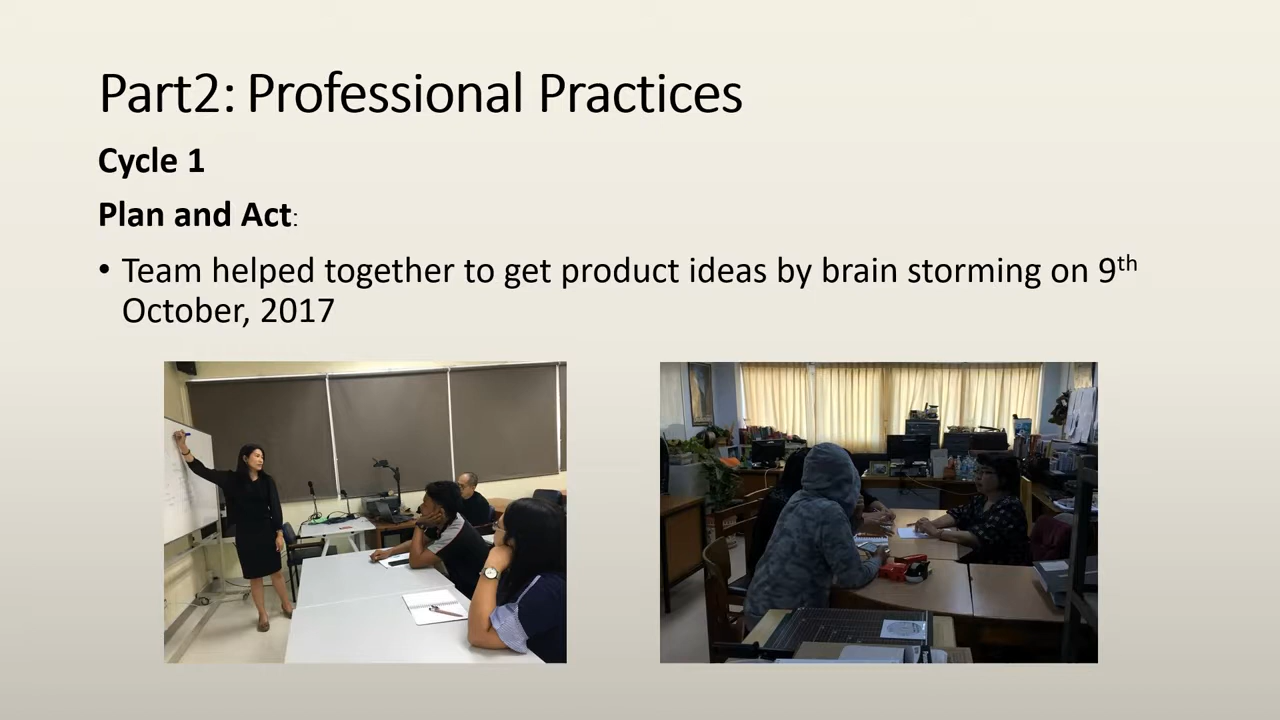 Part2: Professional Practices
Cycle 1
Plan and Act:
• Team helped together to get product ideas by brain storming on 9th
October, 2017